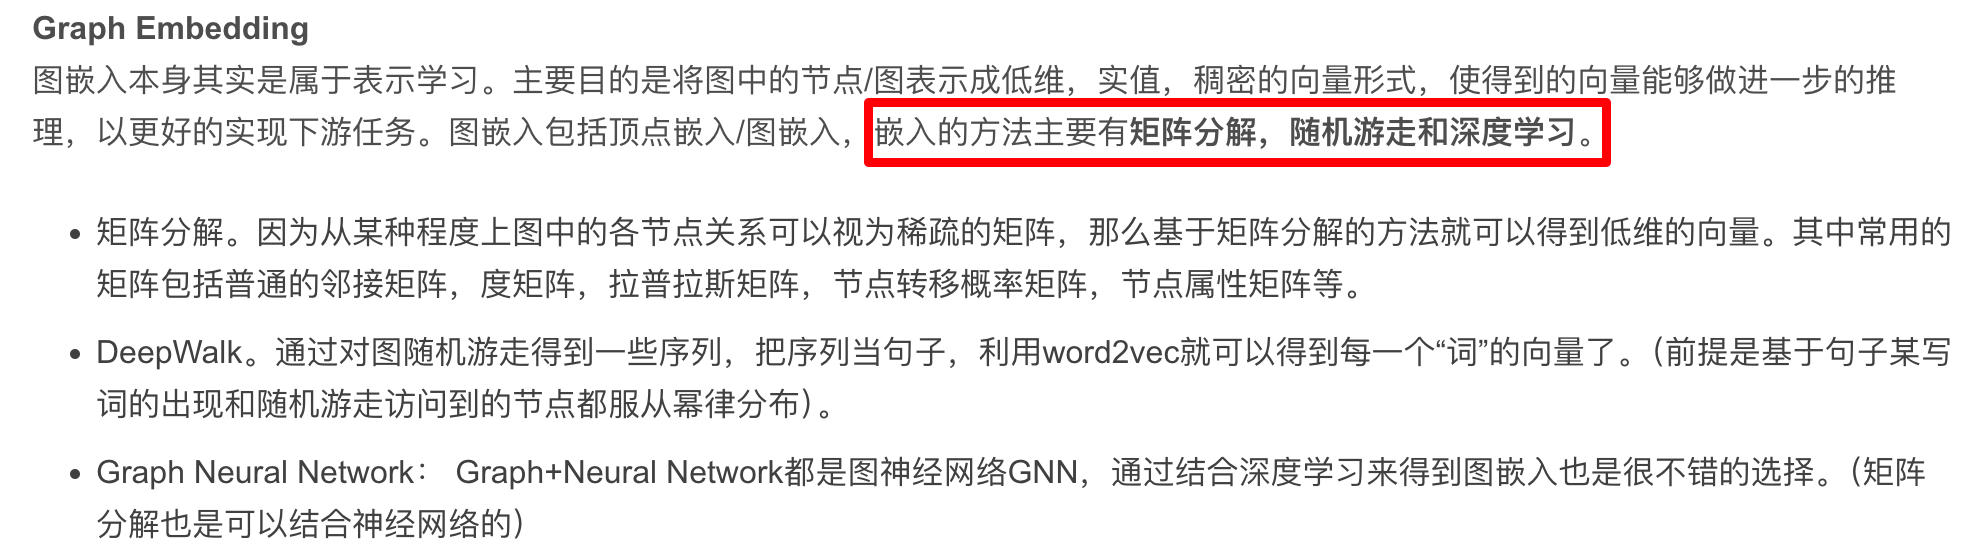 Graph Embedding
图嵌入本身其实是属于表示学习。主要目的是将图中的节点/图表示成低维，实值，稠密的向量形式，使得到的向量能够做进一步的推
理，以更好的实现下游任务。图嵌入包括顶点嵌入/图嵌入，嵌入的方法主要有矩阵分解，随机游走和深度学习。
• 矩阵分解。因为从某种程度上图中的各节点关系可以视为稀疏的矩阵，那么基于矩阵分解的方法就可以得到低维的向量。其中常用的
矩阵包括普通的邻接矩阵，度矩阵，拉普拉斯矩阵，节点转移概率矩阵，节点属性矩阵等。
• DeepWalk。通过对图随机游走得到一些序列，把序列当句子，利用word2vec就可以得到每一个“词”的向量了。（前提是基于句子某写
词的出现和随机游走访问到的节点都服从幂律分布）。
• Graph Neural Network： Graph+Neural Network都是图神经网络GNN，通过结合深度学习来得到图嵌入也是很不错的选择。（矩阵
分解也是可以结合神经网络的）